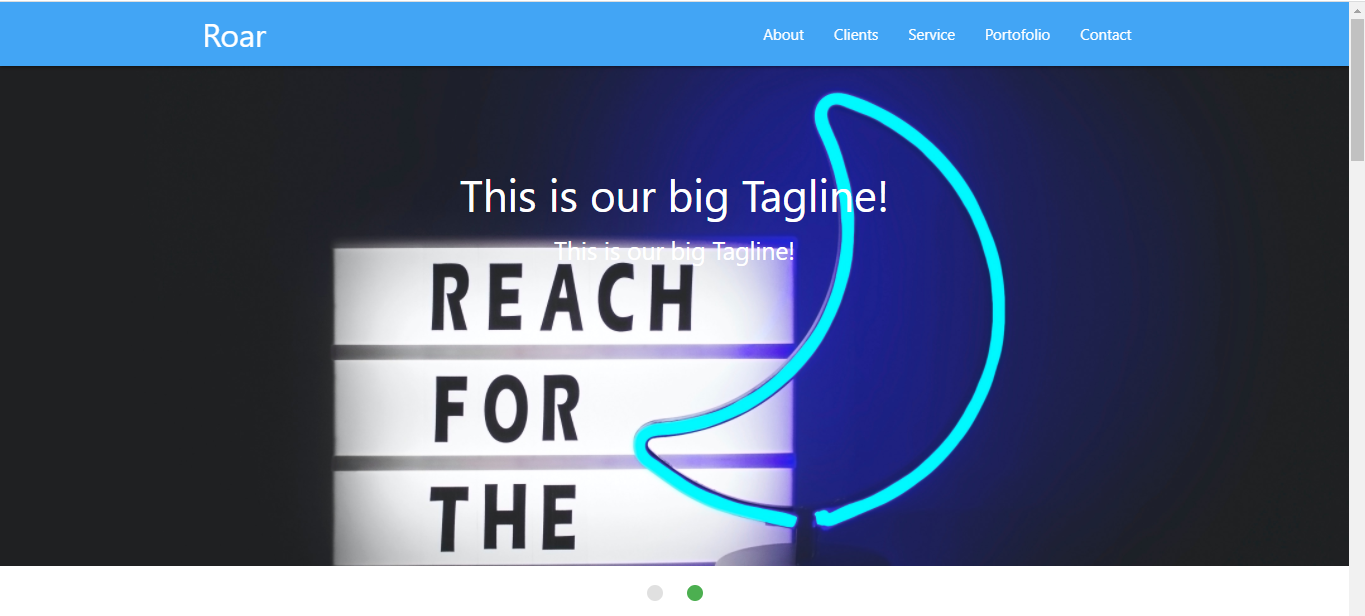 Roar
About Clients Service Portofolio Contact
This is our big Tagline!
This is our big Tagline!
REACH
FOR
THE